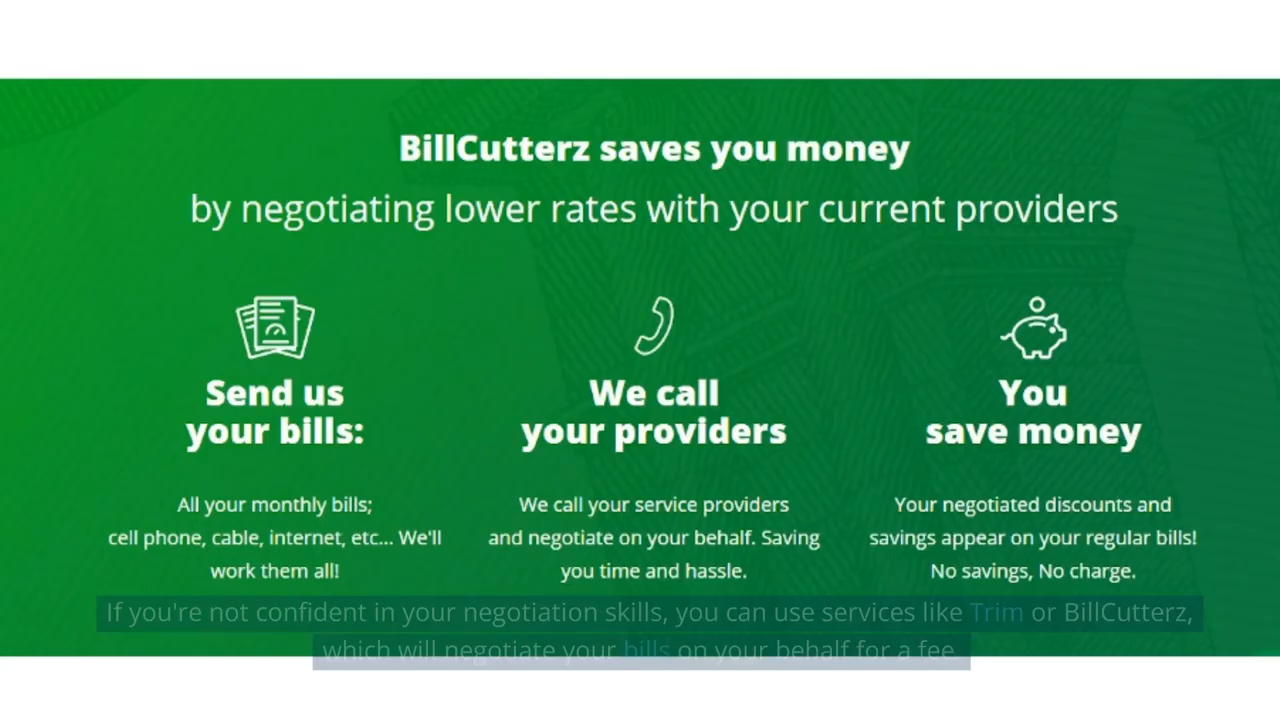 BillCutterz saves you money
by negotiating lower rates with your current providers
Send us
your bills:
All your monthly bills;
cell phone, cable, internet, etc... We'll
work them all!
We call
your providers
We call your service providers
and negotiate on your behalf. Saving
you time and hassle.
You
save money
Your negotiated discounts and
savings appear on your regular bills!
No savings, No charge.
If you're not confident in your negotiation skills, you can use services like Trim or BillCutterz,
which will negotiate your bills on your behalf for a fee